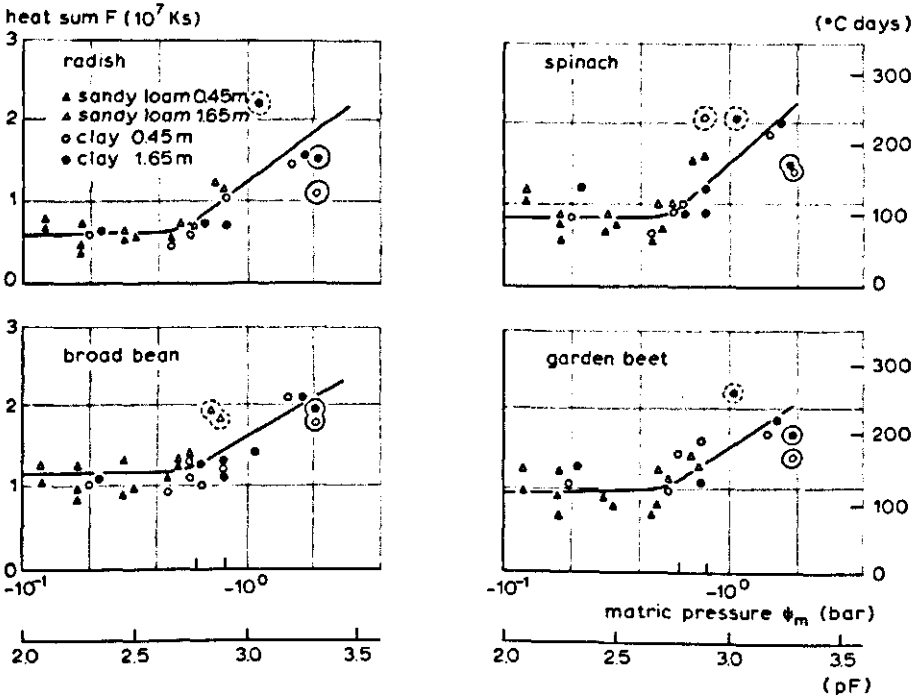 heat sum F (10⁷ Ks)
(°C days)
3
2
1
0
radish
▲ sandy loam 0.45m
△ sandy loam 1.65m
○ clay 0.45m
● clay 1.65m
spinach
300
200
100
0
3
2
1
0
broad bean
garden beet
300
200
100
0
-10⁻¹ -10⁰
-10⁻¹ -10⁰
matric pressure ψm (bar)
2.0 2.5 3.0 3.5
2.0 2.5 3.0 3.5
(pF)